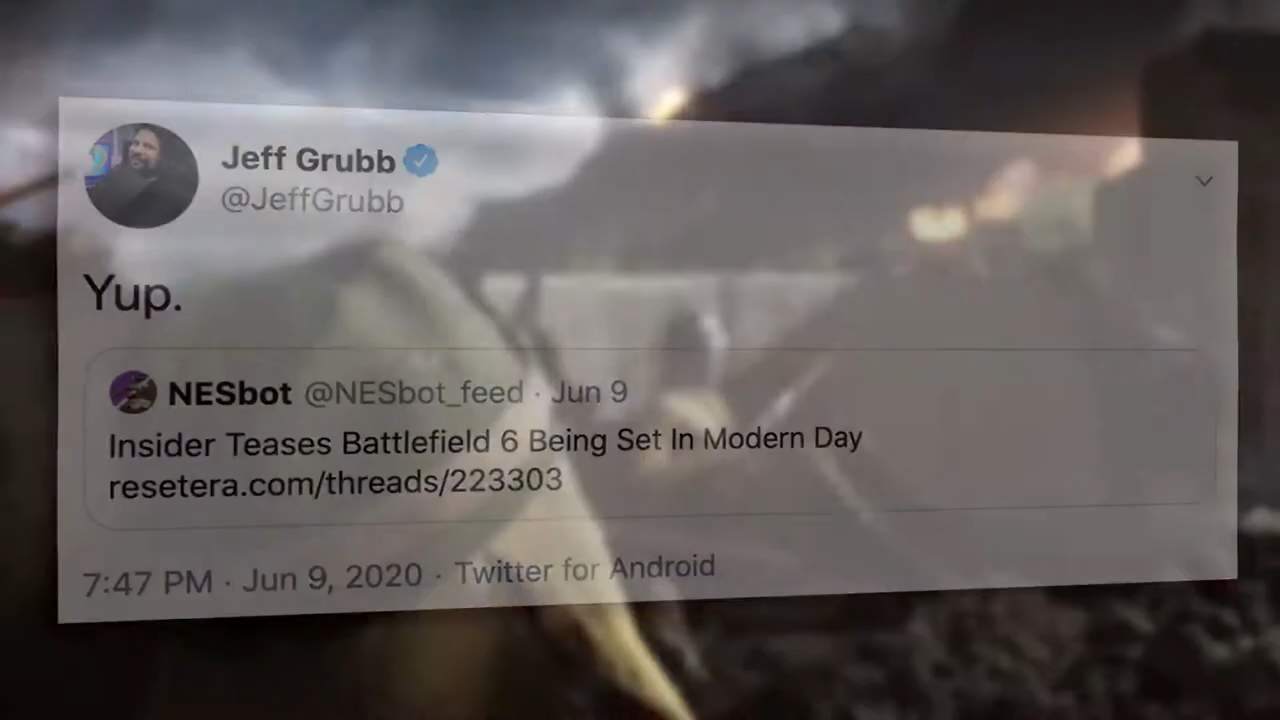 Jeff Grubb
@JeffGrubb
Yup.
NESbot @NESbot_feed · Jun 9
Insider Teases Battlefield 6 Being Set In Modern Day
resetera.com/threads/223303
7:47 PM · Jun 9, 2020 · Twitter for Android